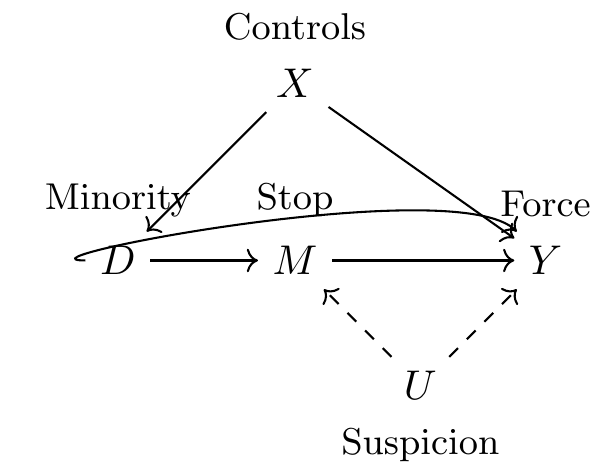 Controls
X
Minority Stop Force
D M Y
U
Suspicion